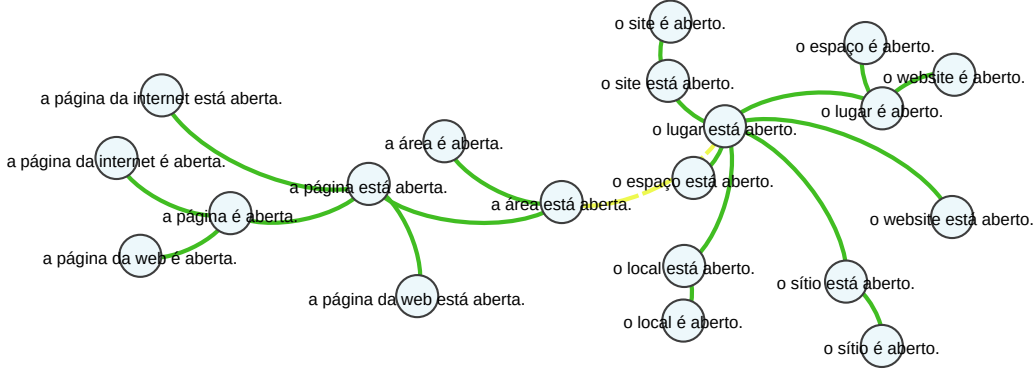 o site é aberto.
o espaço é aberto.
o website é aberto.
o site está aberto.
a página da internet está aberta.
o lugar é aberto.
o lugar está aberto.
a área é aberta.
a página da internet é aberta.
o espaço está aberto.
a página está aberta.
a área está aberta.
a página é aberta.
o website está aberto.
a página da web é aberta.
o local está aberto.
o sítio está aberto.
a página da web está aberta.
o local é aberto.
o sítio é aberto.